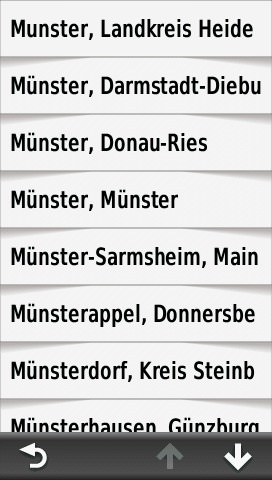 Munster, Landkreis Heide
Münster, Darmstadt-Diebu
Münster, Donau-Ries
Münster, Münster
Münster-Sarmsheim, Main
Münsterappel, Donnersbe
Münsterdorf, Kreis Steinb
Münsterhausen, Günzburg